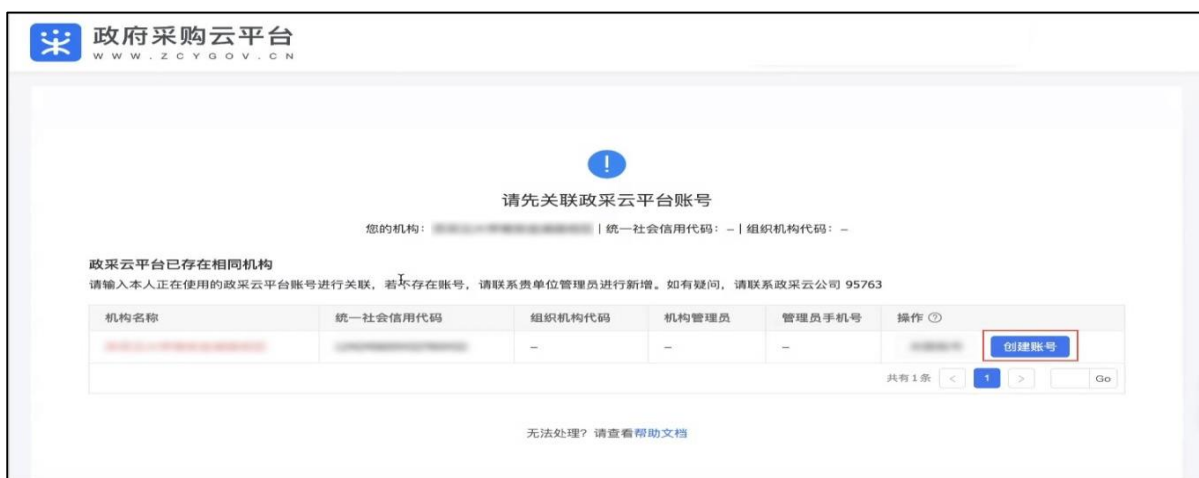 政府采购云平台
WWW.ZCYGOV.CN
请先关联政采云平台账号
您的机构： | 统一社会信用代码：– | 组织机构代码：–
政采云平台已存在相同机构
请输入本人正在使用的政采云平台账号进行关联，若不存在账号，请联系贵单位管理员进行新增。如有疑问，请联系政采云公司 95763
机构名称 统一社会信用代码 组织机构代码 机构管理员 管理员手机号 操作
– – – 创建账号
共有1条 < 1 > Go
无法处理？请查看帮助文档